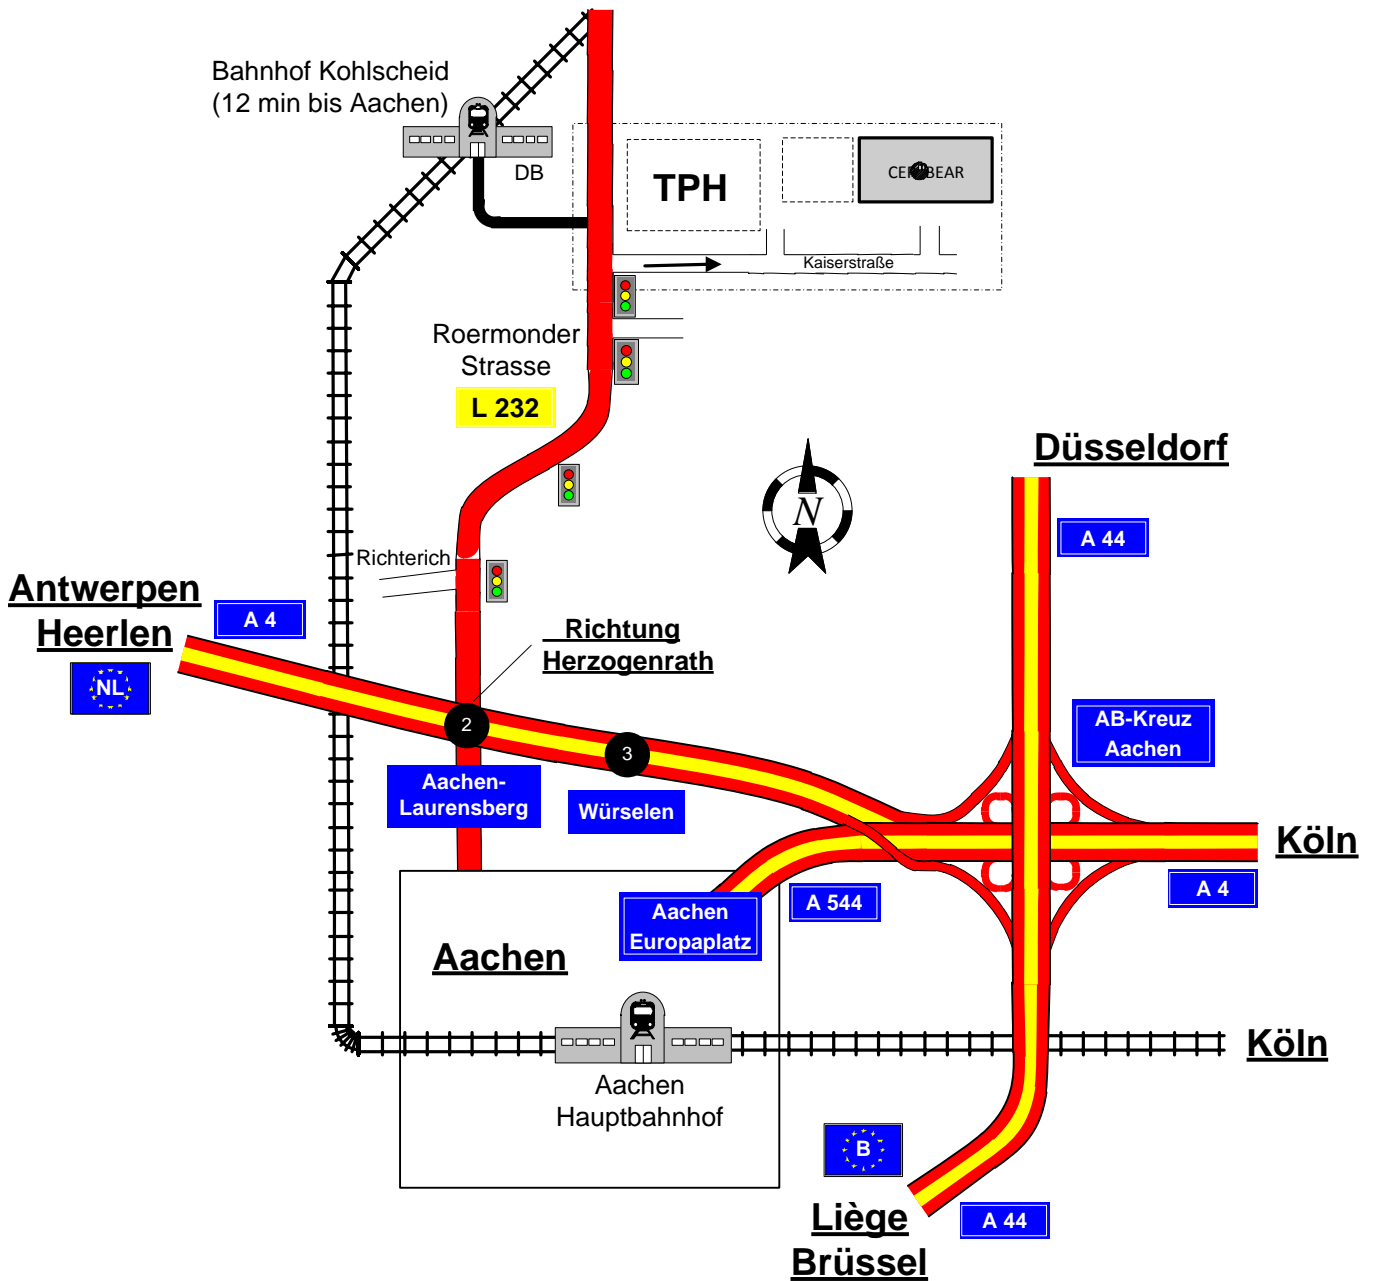 Bahnhof Kohlscheid
(12 min bis Aachen)
DB
TPH
Kaiserstraße
Roermonder
Strasse
L 232
Düsseldorf
A 44
N
Richterich
Antwerpen
Heerlen
A 4
NL
Richtung
Herzogenrath
2
3
Aachen-
Laurensberg
Würselen
AB-Kreuz
Aachen
Köln
A 4
A 544
Aachen
Europaplatz
Aachen
Köln
Aachen
Hauptbahnhof
B
Liège
Brüssel
A 44